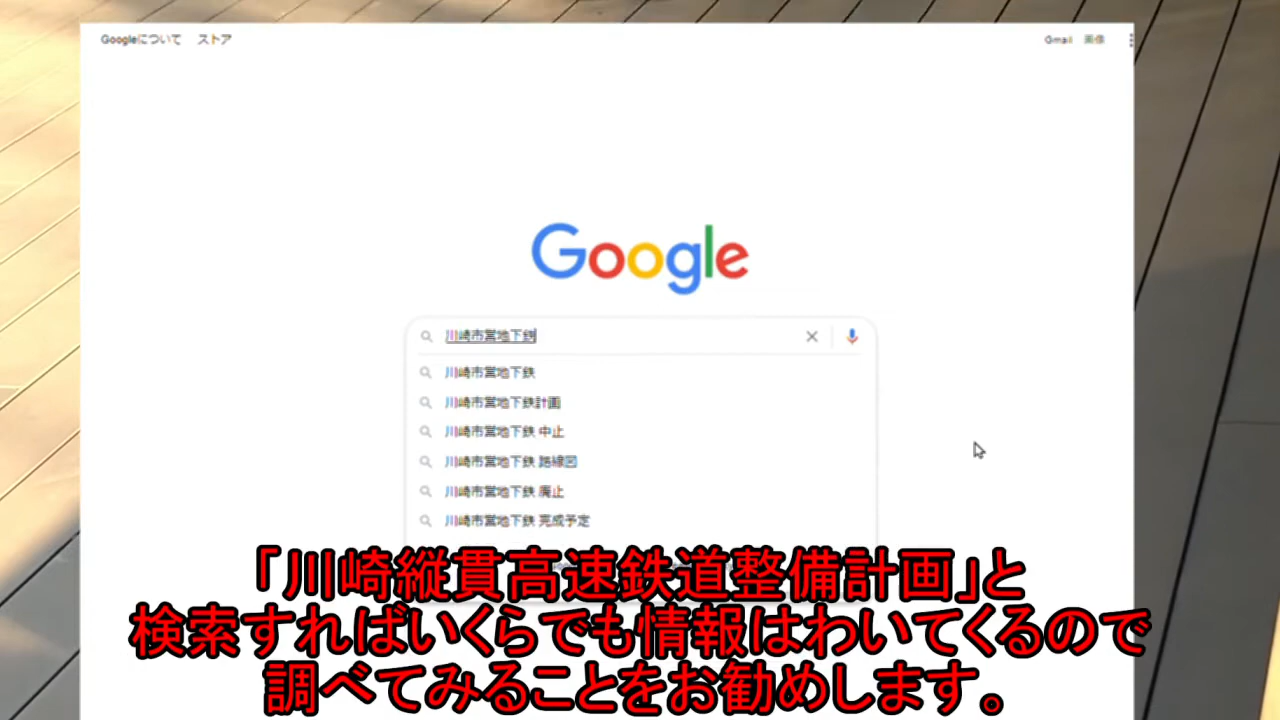 Googleについて ストア
Gmail 画像
Google
川崎市営地下鉄
川崎市営地下鉄
川崎市営地下鉄計画
川崎市営地下鉄 中止
川崎市営地下鉄 路線図
川崎市営地下鉄 廃止
川崎市営地下鉄 完成予定
「川崎縦貫高速鉄道整備計画」と
検索すればいくらでも情報はわいてくるので
調べてみることをお勧めします。